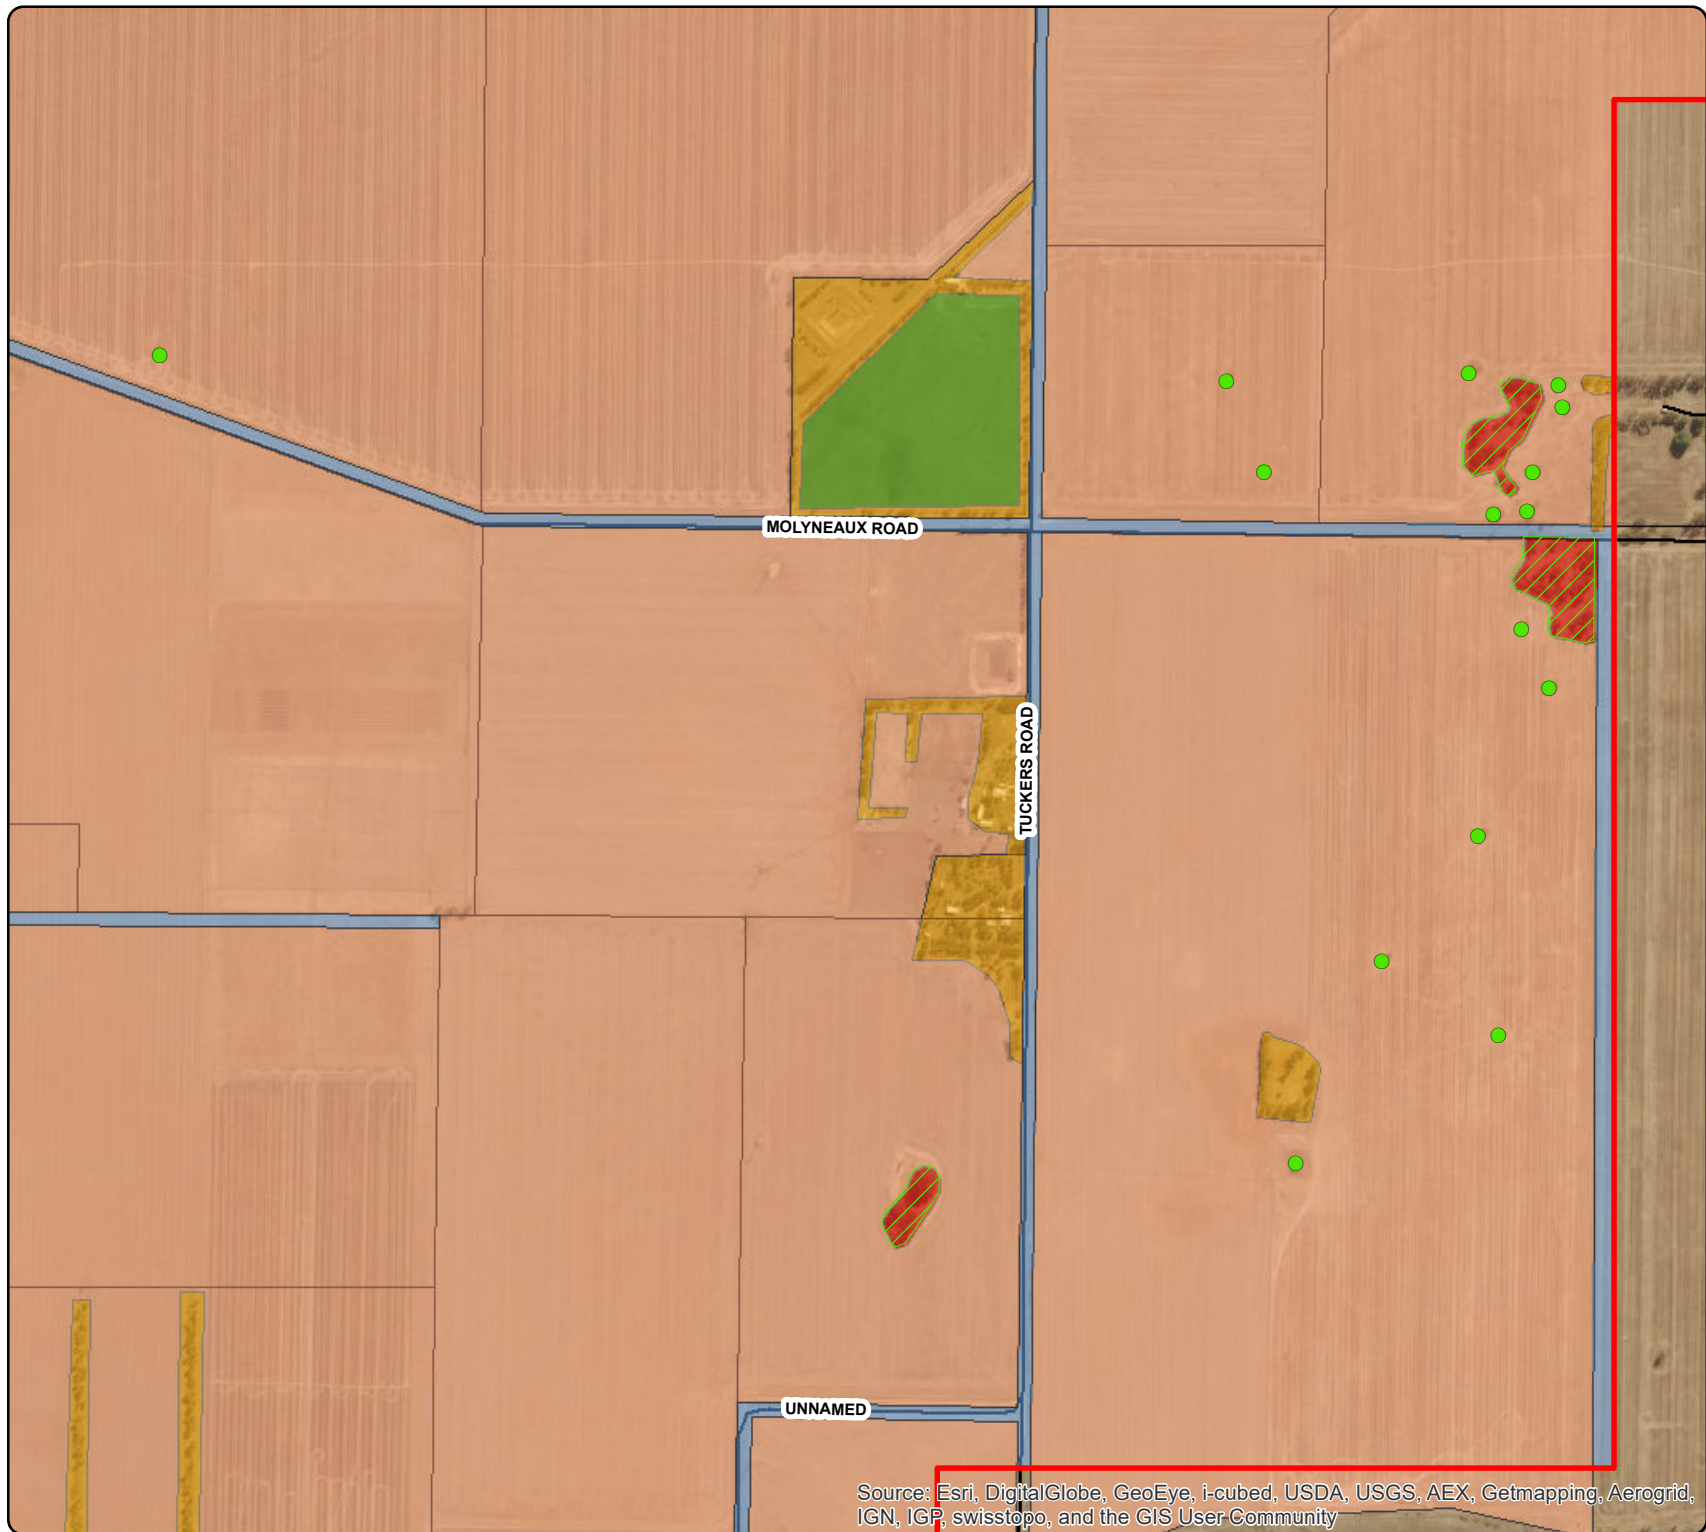 MOLYNEAUX ROAD
TUCKERS ROAD
UNNAMED
Source: Esri, DigitalGlobe, GeoEye, i-cubed, USDA, USGS, AEX, Getmapping, Aerogrid,
IGN, IGP, swisstopo, and the GIS User Community